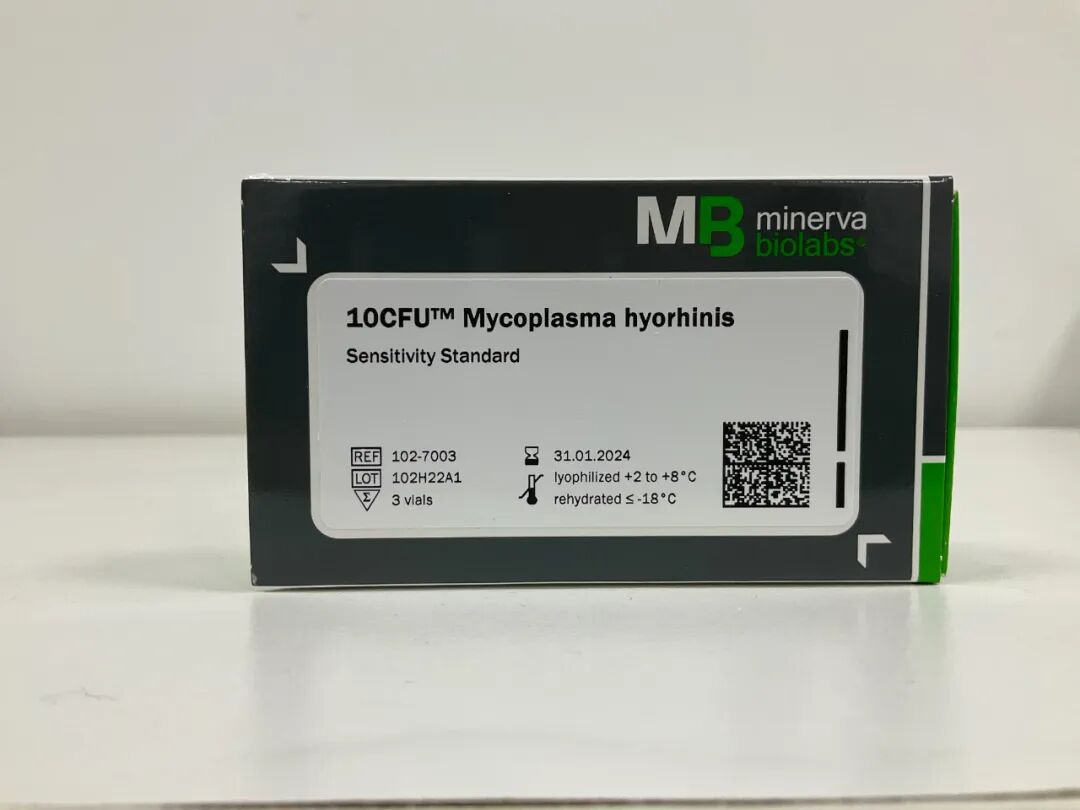 MB minerva
biolabs®
10CFU™ Mycoplasma hyorhinis
Sensitivity Standard
REF 102-7003
LOT 102H22A1
Σ 3 vials
31.01.2024
lyophilized +2 to +8°C
rehydrated ≤ -18°C